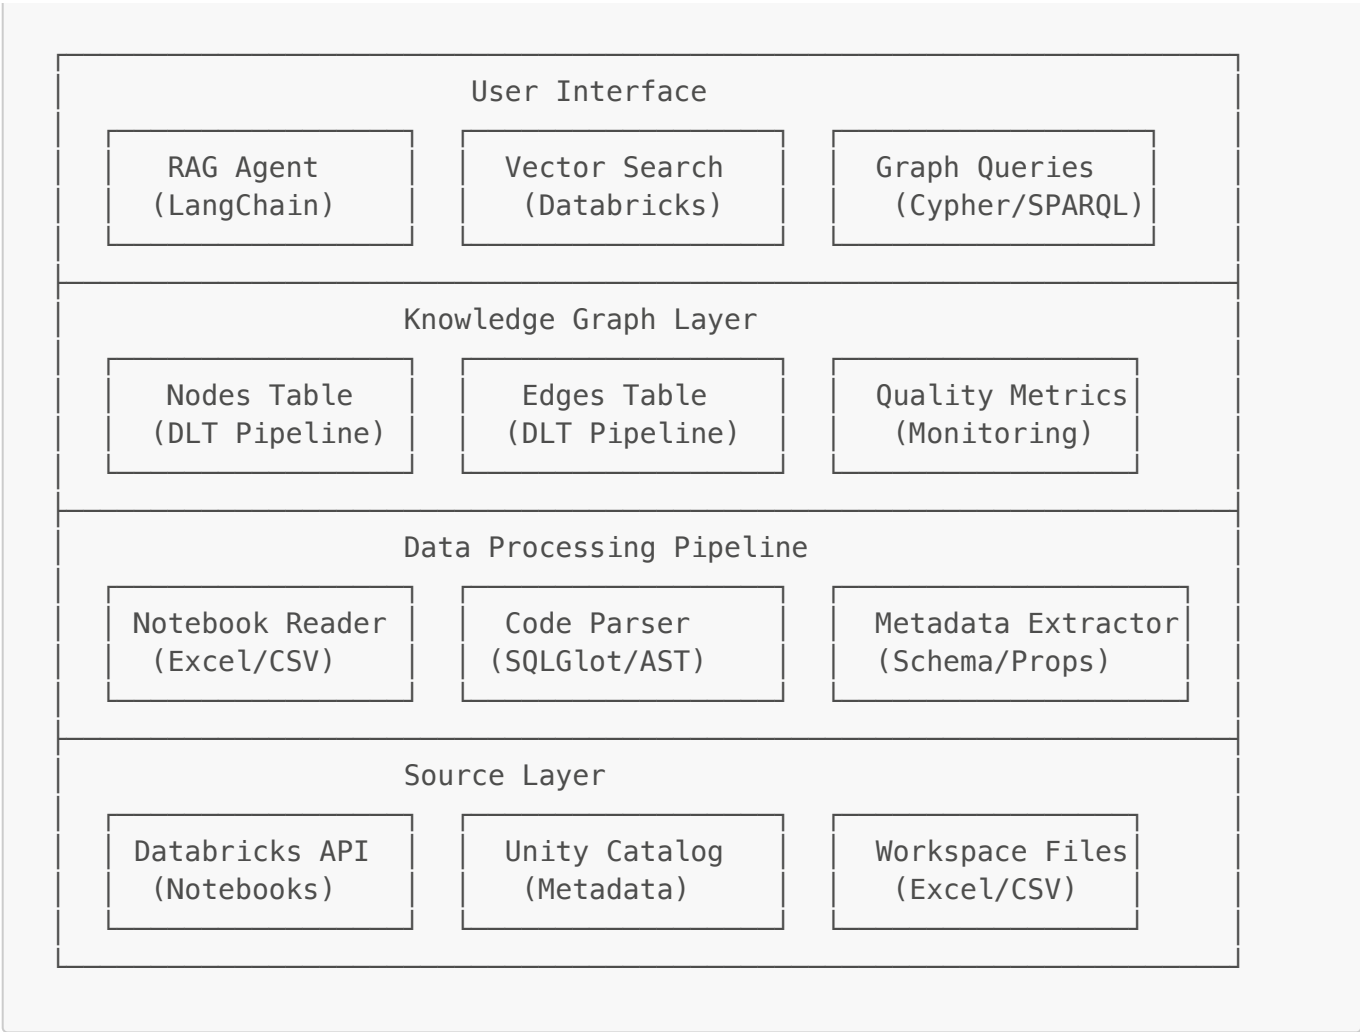 User Interface
RAG Agent Vector Search Graph Queries
(LangChain) (Databricks) (Cypher/SPARQL)
Knowledge Graph Layer
Nodes Table Edges Table Quality Metrics
(DLT Pipeline) (DLT Pipeline) (Monitoring)
Data Processing Pipeline
Notebook Reader Code Parser Metadata Extractor
(Excel/CSV) (SQLGlot/AST) (Schema/Props)
Source Layer
Databricks API Unity Catalog Workspace Files
(Notebooks) (Metadata) (Excel/CSV)